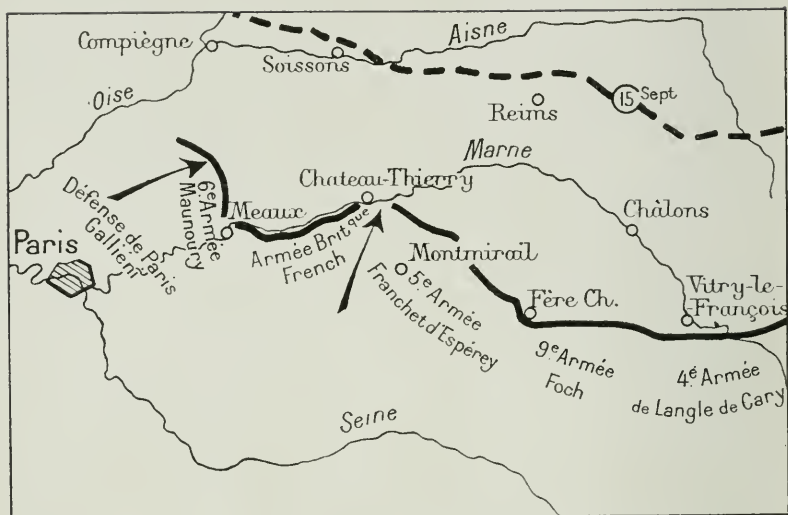 Compiègne
Soissons
Aisne
Oise
Reims
15 Sept
Marne
Chateau-Thierry
Défense de Paris
Gallieni
6e. Armée
Maunoury
Meaux
Armée Britque
French
Châlons
Paris
Montmirail
5e. Armée
Franchet d'Espérey
Fère Ch.
Vitry-le-
-François
9e Armée
Foch
4e. Armée
de Langle de Cary
Seine